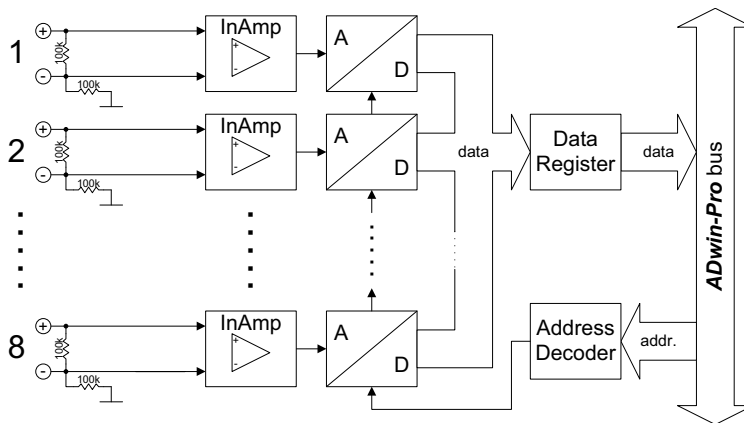 1
+
-
100k
100k
InAmp
+
-
A
D
2
+
-
100k
100k
InAmp
+
-
A
D
8
+
-
100k
100k
InAmp
+
-
A
D
data
Data
Register
data
Address
Decoder
addr.
ADwin-Pro bus